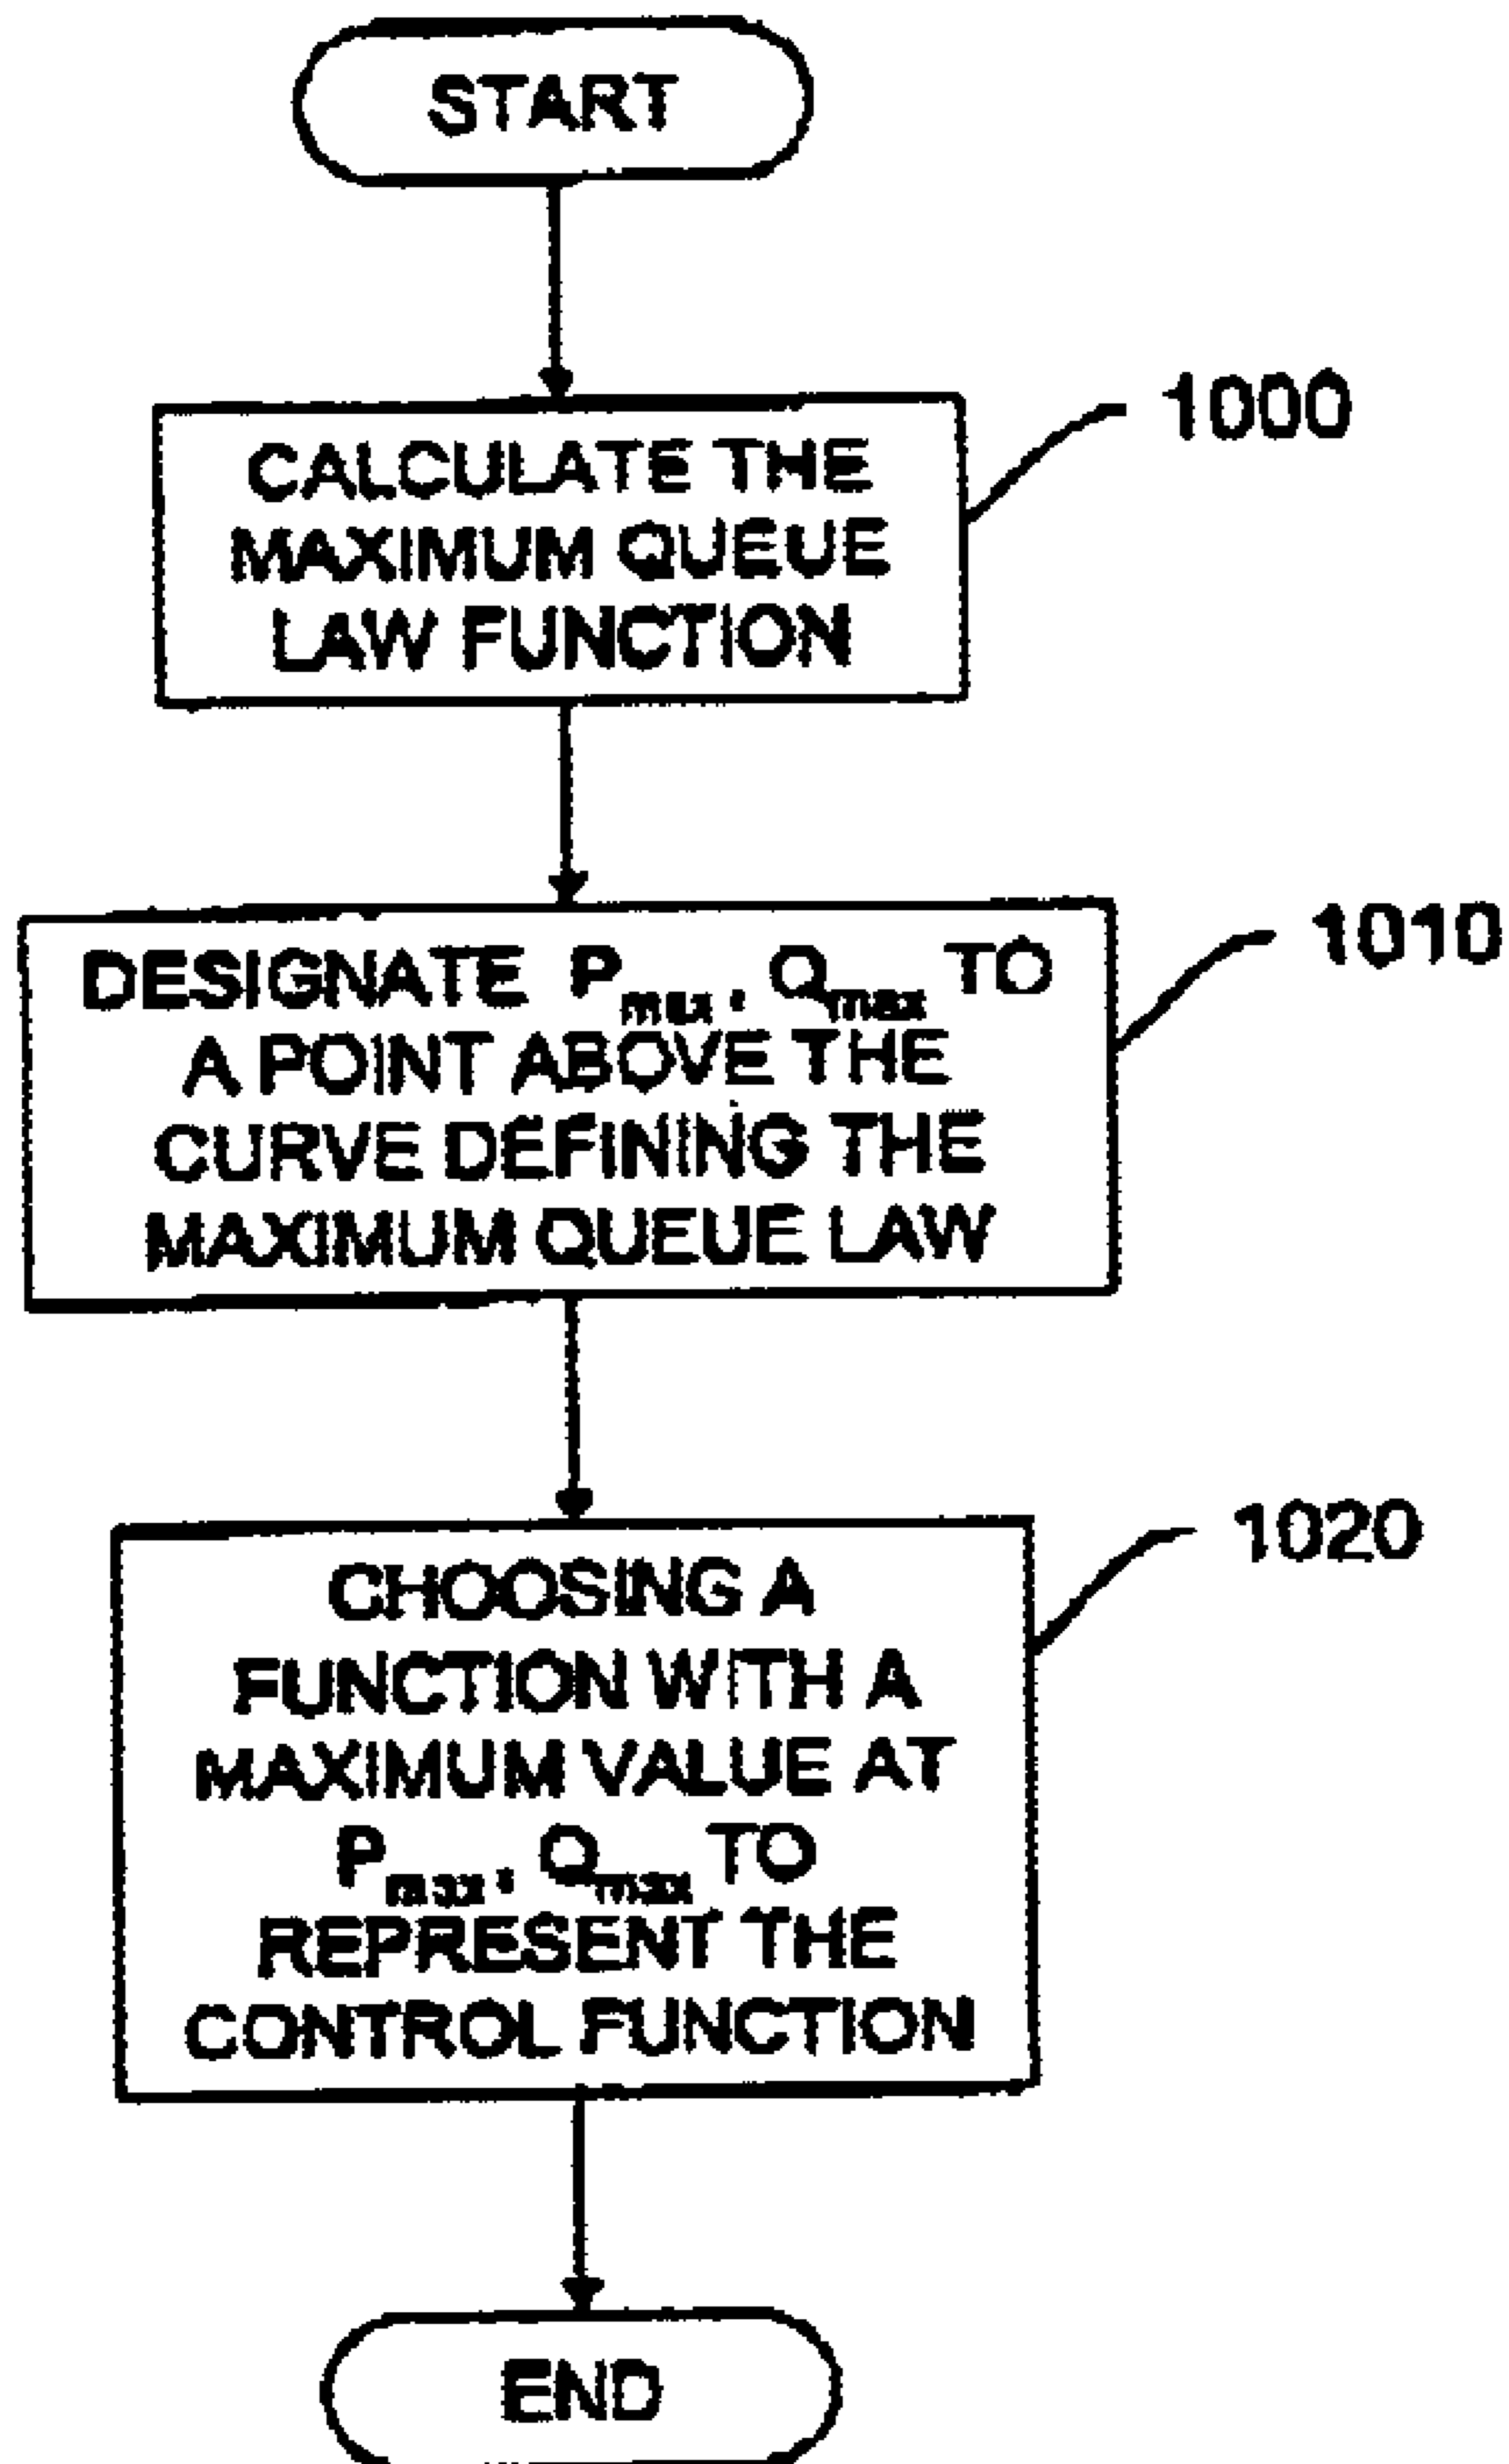 START
1000
CALCULATE THE
MAXIMUM QUEUE
LAW FUNCTION
1010
DESIGNATE Pmax, Qmax TO
A POINT ABOVE THE
CURVE DEFINING THE
MAXIMUM QUEUE LAW
1020
CHOOSING A
FUNCTION WITH A
MAXIMUM VALUE AT
Pmax, Qmax TO
REPRESENT THE
CONTROL FUNCTION
END